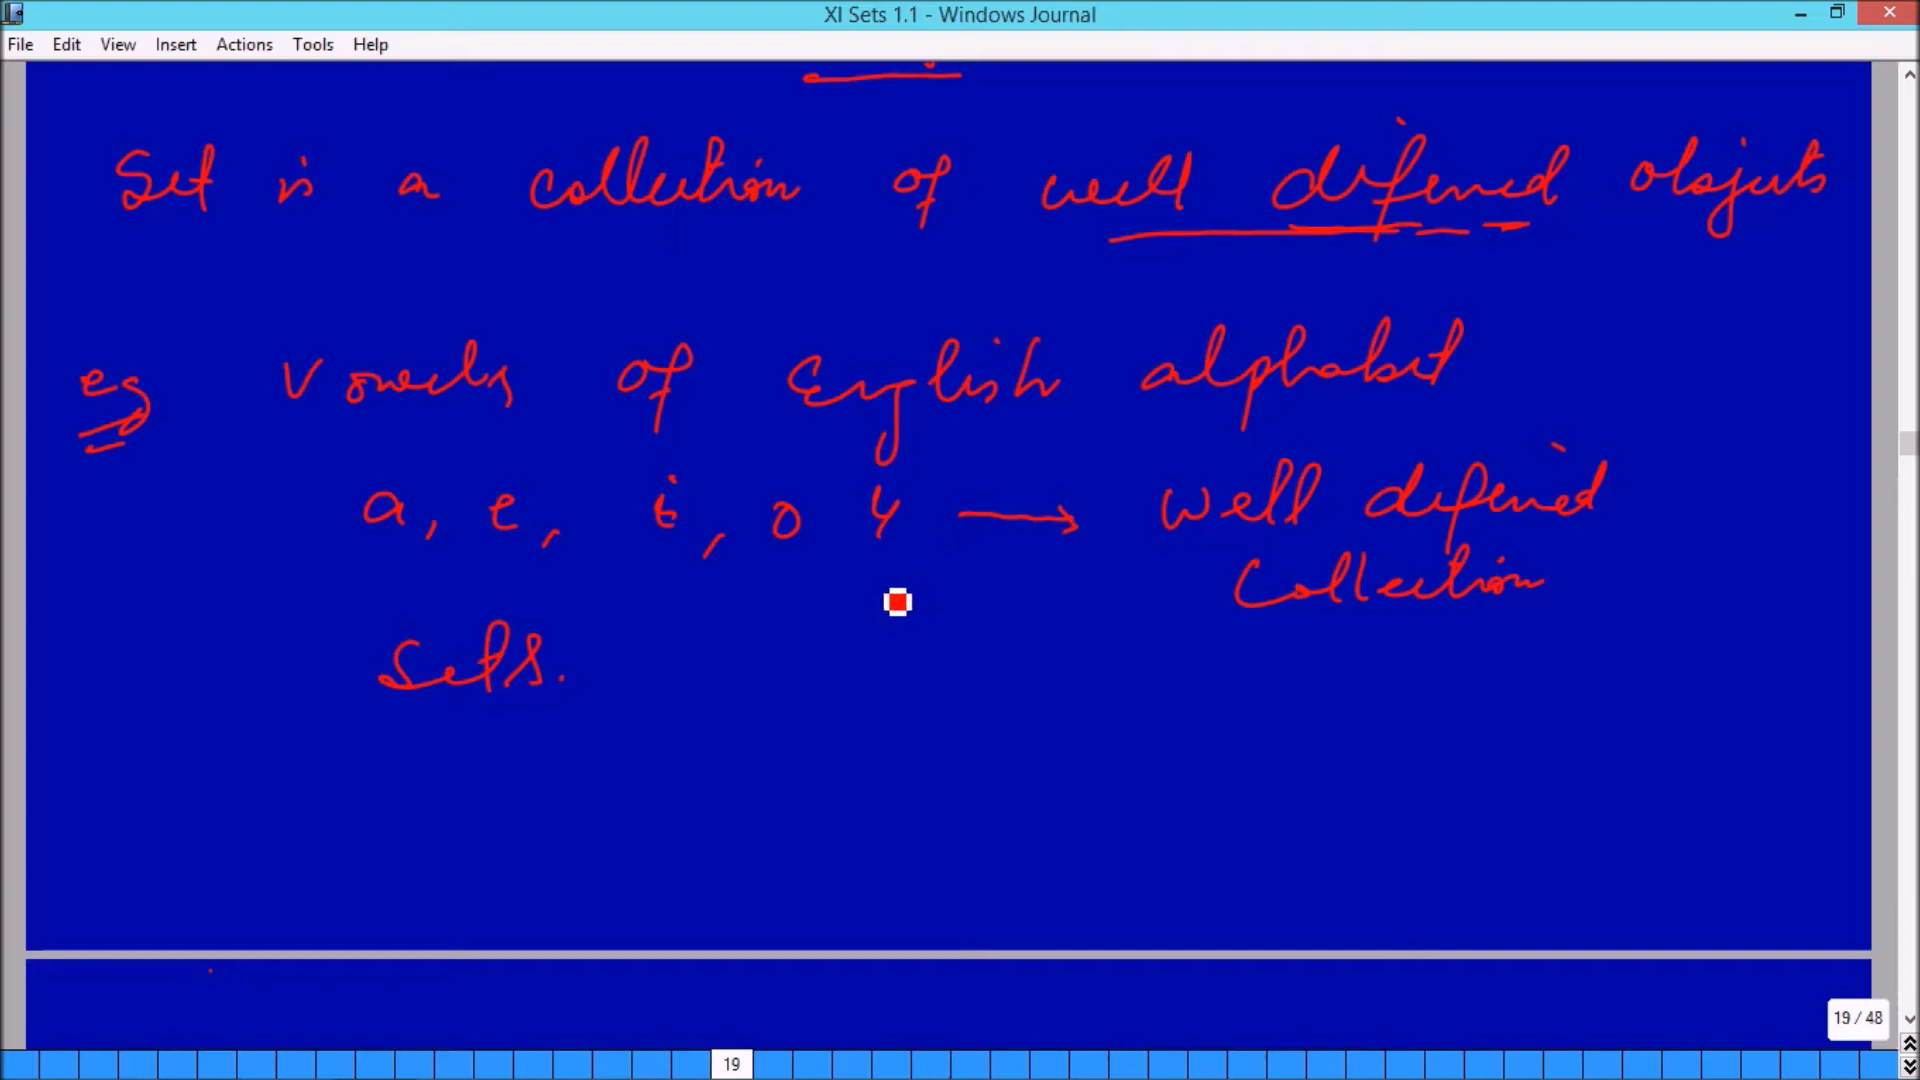 XI Sets 1.1 - Windows Journal
File Edit View Insert Actions Tools Help
Set is a collection of well defined objects
eg Vowels of English alphabet
a, e, i, o u → well defined
Collection
Sets.
19 / 48
19